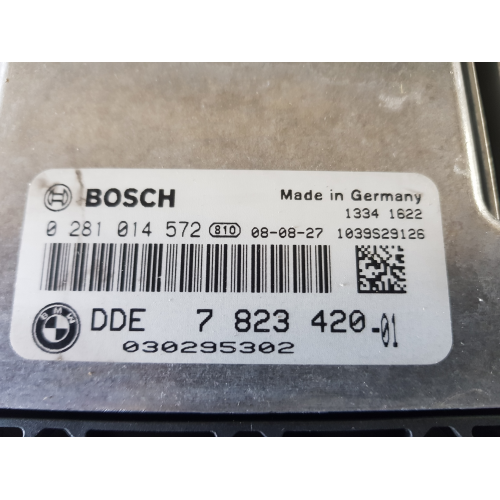 BOSCH Made in Germany
1334 1622
0 281 014 572 810 08-08-27 1039S29126
BMW DDE 7 823 420-01
030295302